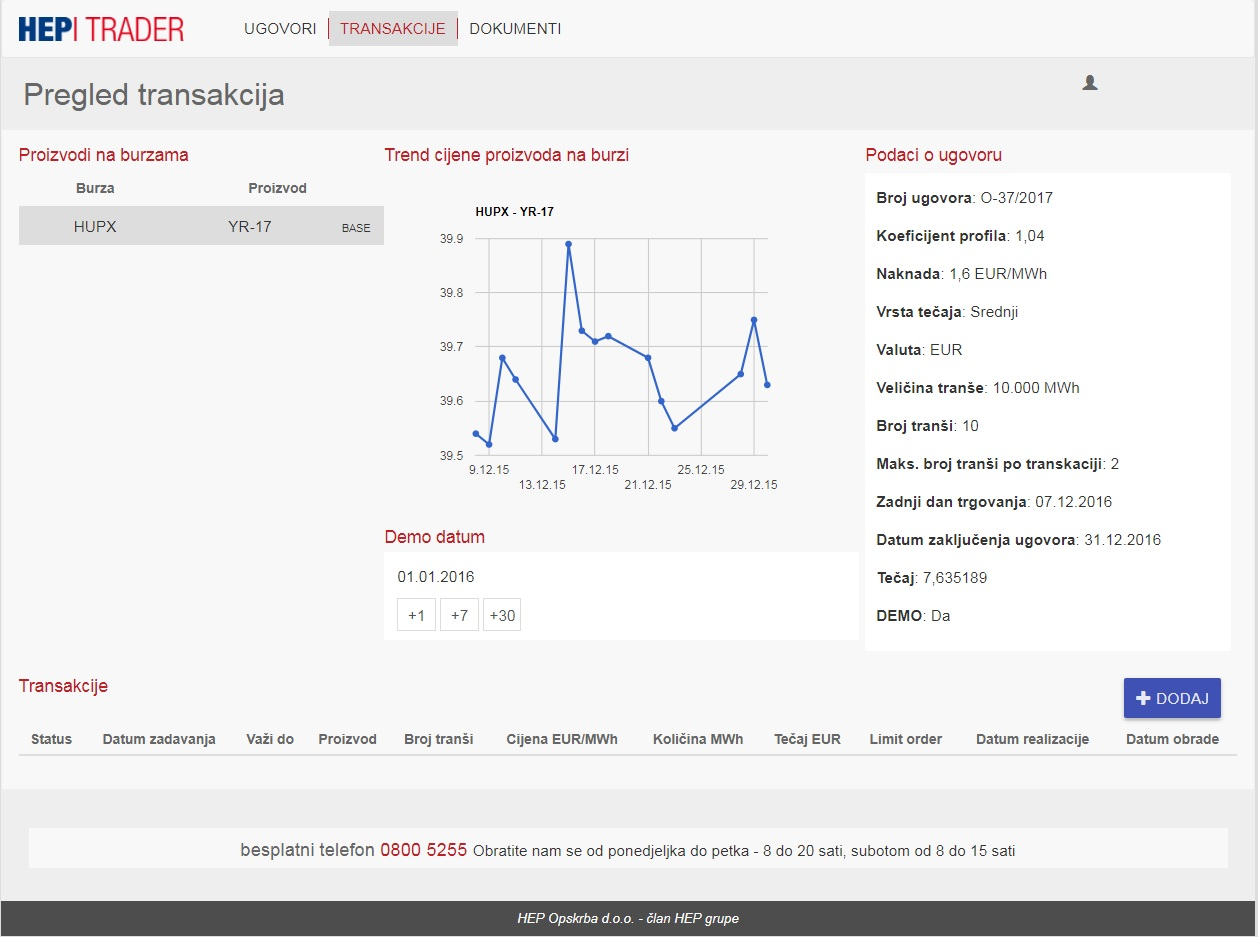 HEP| TRADER
UGOVORI
TRANSAKCIJE
DOKUMENTI
Pregled transakcija
Proizvodi na burzama
Burza Proizvod
HUPX YR-17 BASE
Trend cijene proizvoda na burzi
HUPX - YR-17
39.9
39.8
39.7
39.6
39.5
9.12.15 17.12.15 25.12.15
13.12.15 21.12.15 29.12.15
Demo datum
01.01.2016
+1 +7 +30
Podaci o ugovoru
Broj ugovora: O-37/2017
Koeficijent profila: 1,04
Naknada: 1,6 EUR/MWh
Vrsta tečaja: Srednji
Valuta: EUR
Veličina tranše: 10.000 MWh
Broj tranši: 10
Maks. broj tranši po transkaciji: 2
Zadnji dan trgovanja: 07.12.2016
Datum zaključenja ugovora: 31.12.2016
Tečaj: 7,635189
DEMO: Da
Transakcije
+ DODAJ
Status Datum zadavanja Važi do Proizvod Broj tranši Cijena EUR/MWh Količina MWh Tečaj EUR Limit order Datum realizacije Datum obrade
besplatni telefon 0800 5255 Obratite nam se od ponedjeljka do petka - 8 do 20 sati, subotom od 8 do 15 sati
HEP Opskrba d.o.o. - član HEP grupe